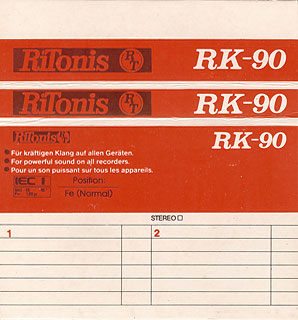 RiTonis RT RK-90
RiTonis RT RK-90
RiTonis RK-90
Für kräftigen Klang auf allen Geräten.
For powerful sound on all recorders.
Pour un son puissant sur tous les appareils.
IEC I Position:
Fe (Normal)
STEREO
1 2